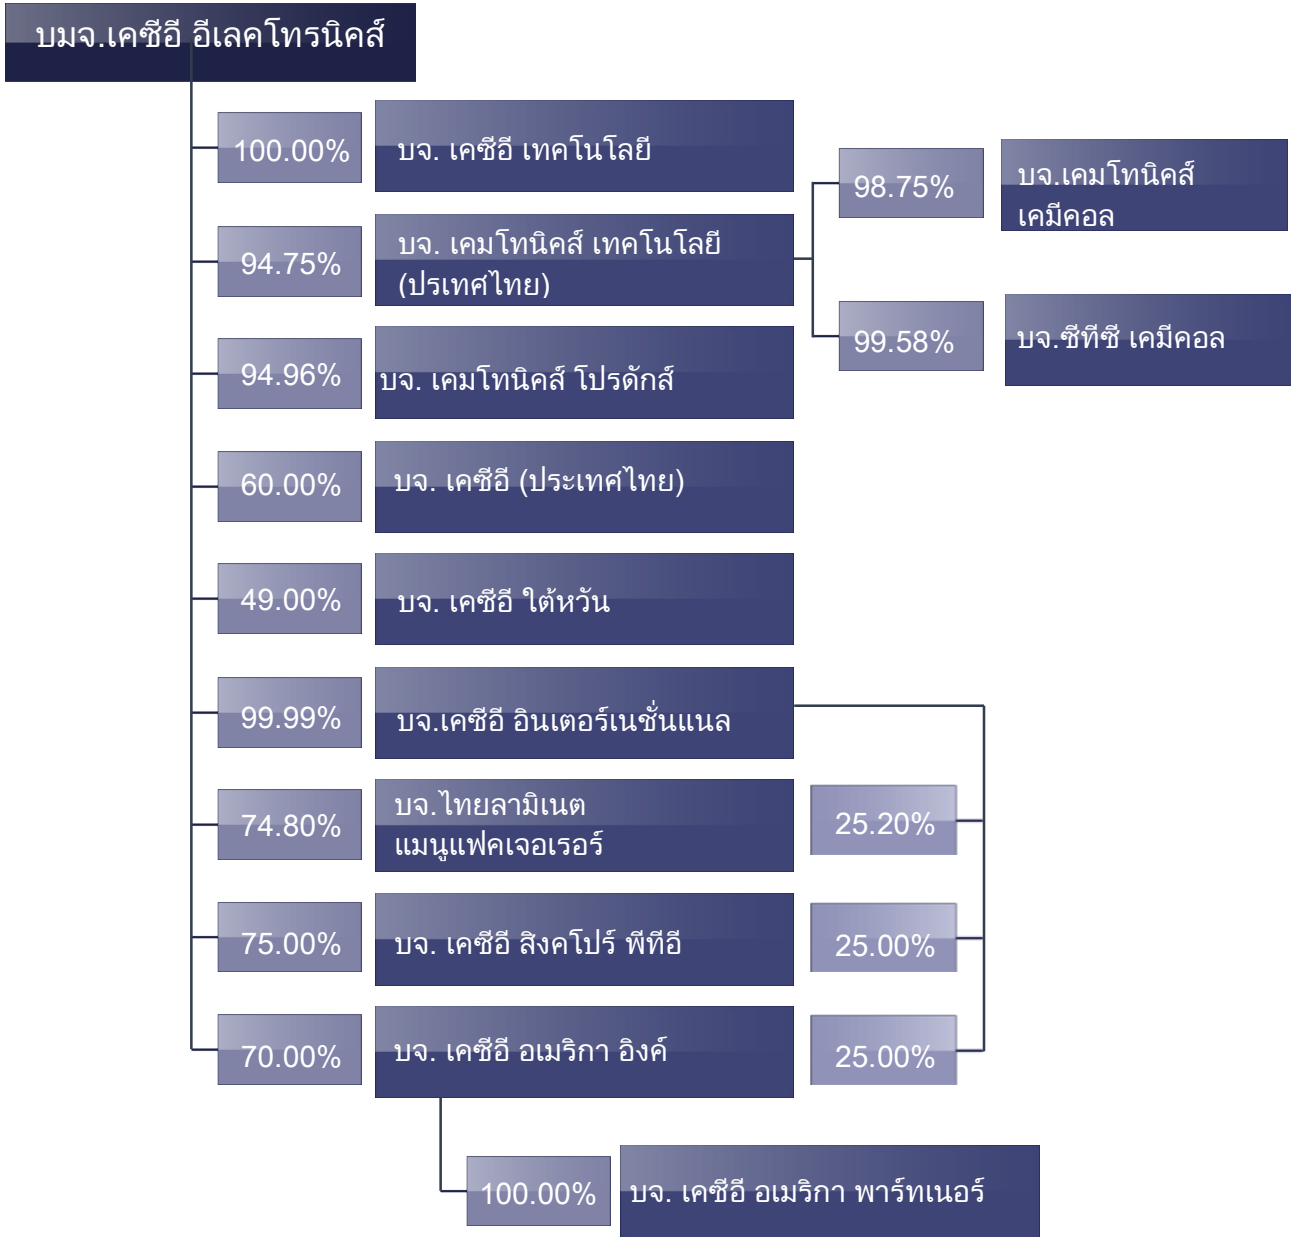 บมจ.เคซีอี อีเลคโทรนิคส์
100.00%
บจ. เคซีอี เทคโนโลยี
98.75%
บจ.เคมโทนิคส์
เคมีคอล
94.75%
บจ. เคมโทนิคส์ เทคโนโลยี
(ปรเทศไทย)
99.58%
บจ.ซีทีซี เคมีคอล
94.96%
บจ. เคมโทนิคส์ โปรดักส์
60.00%
บจ. เคซีอี (ประเทศไทย)
49.00%
บจ. เคซีอี ใต้หวัน
99.99%
บจ.เคซีอี อินเตอร์เนชั่นแนล
74.80%
บจ.ไทยลามิเนต
แมนูแฟคเจอเรอร์
25.20%
75.00%
บจ. เคซีอี สิงคโปร์ พีทีอี
25.00%
70.00%
บจ. เคซีอี อเมริกา อิงค์
25.00%
100.00%
บจ. เคซีอี อเมริกา พาร์ทเนอร์